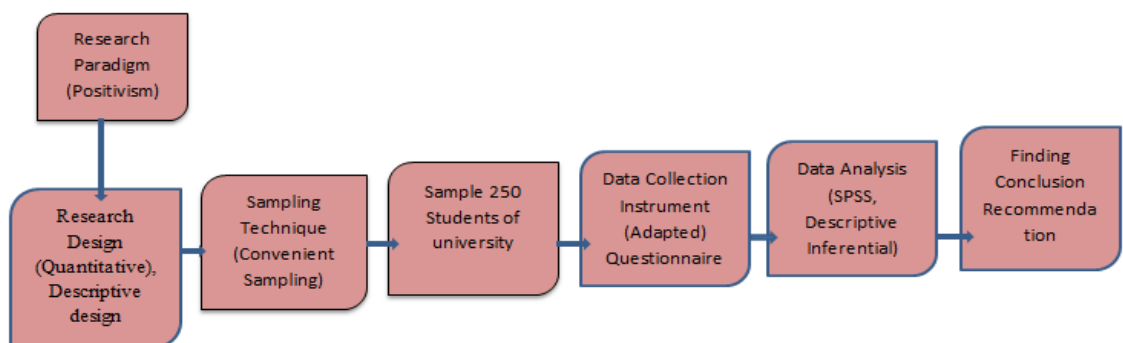 Research
Paradigm
(Positivism)
Research
Design
(Quantitative),
Descriptive
design
Sampling
Technique
(Convenient
Sampling)
Sample 250
Students of
university
Data Collection
Instrument
(Adapted)
Questionnaire
Data Analysis
(SPSS,
Descriptive
Inferential)
Finding
Conclusion
Recommenda
tion